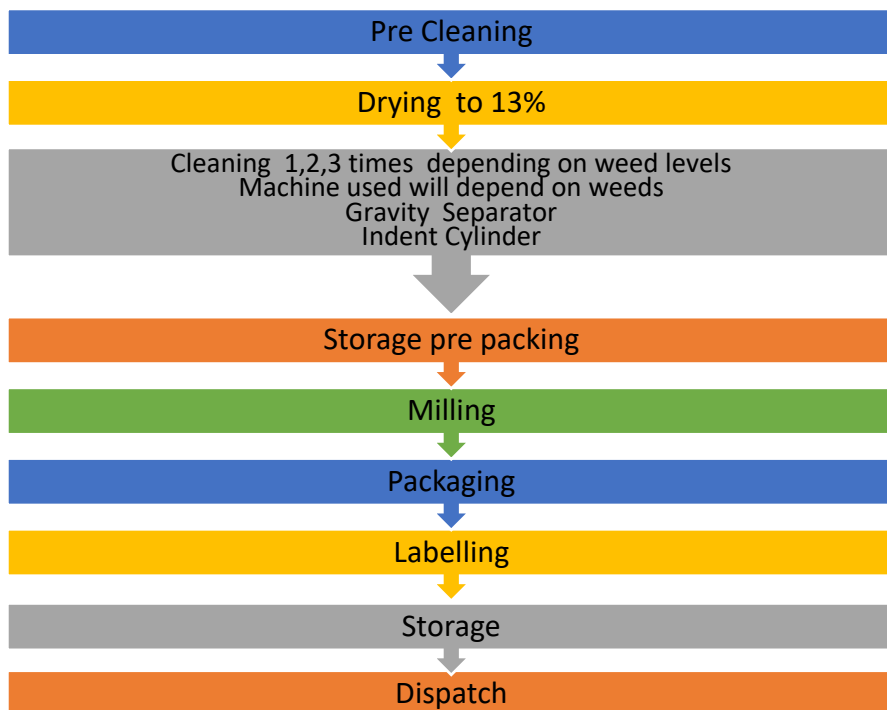 Pre Cleaning
Drying to 13%
Cleaning 1,2,3 times depending on weed levels
Machine used will depend on weeds
Gravity Separator
Indent Cylinder
Storage pre packing
Milling
Packaging
Labelling
Storage
Dispatch